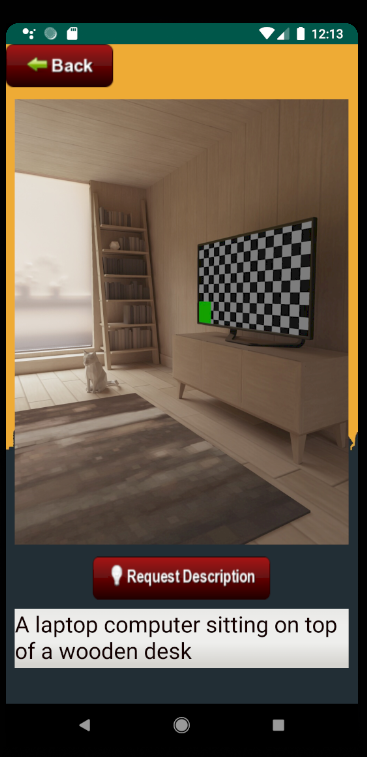 12:13
Back
Request Description
A laptop computer sitting on top
of a wooden desk